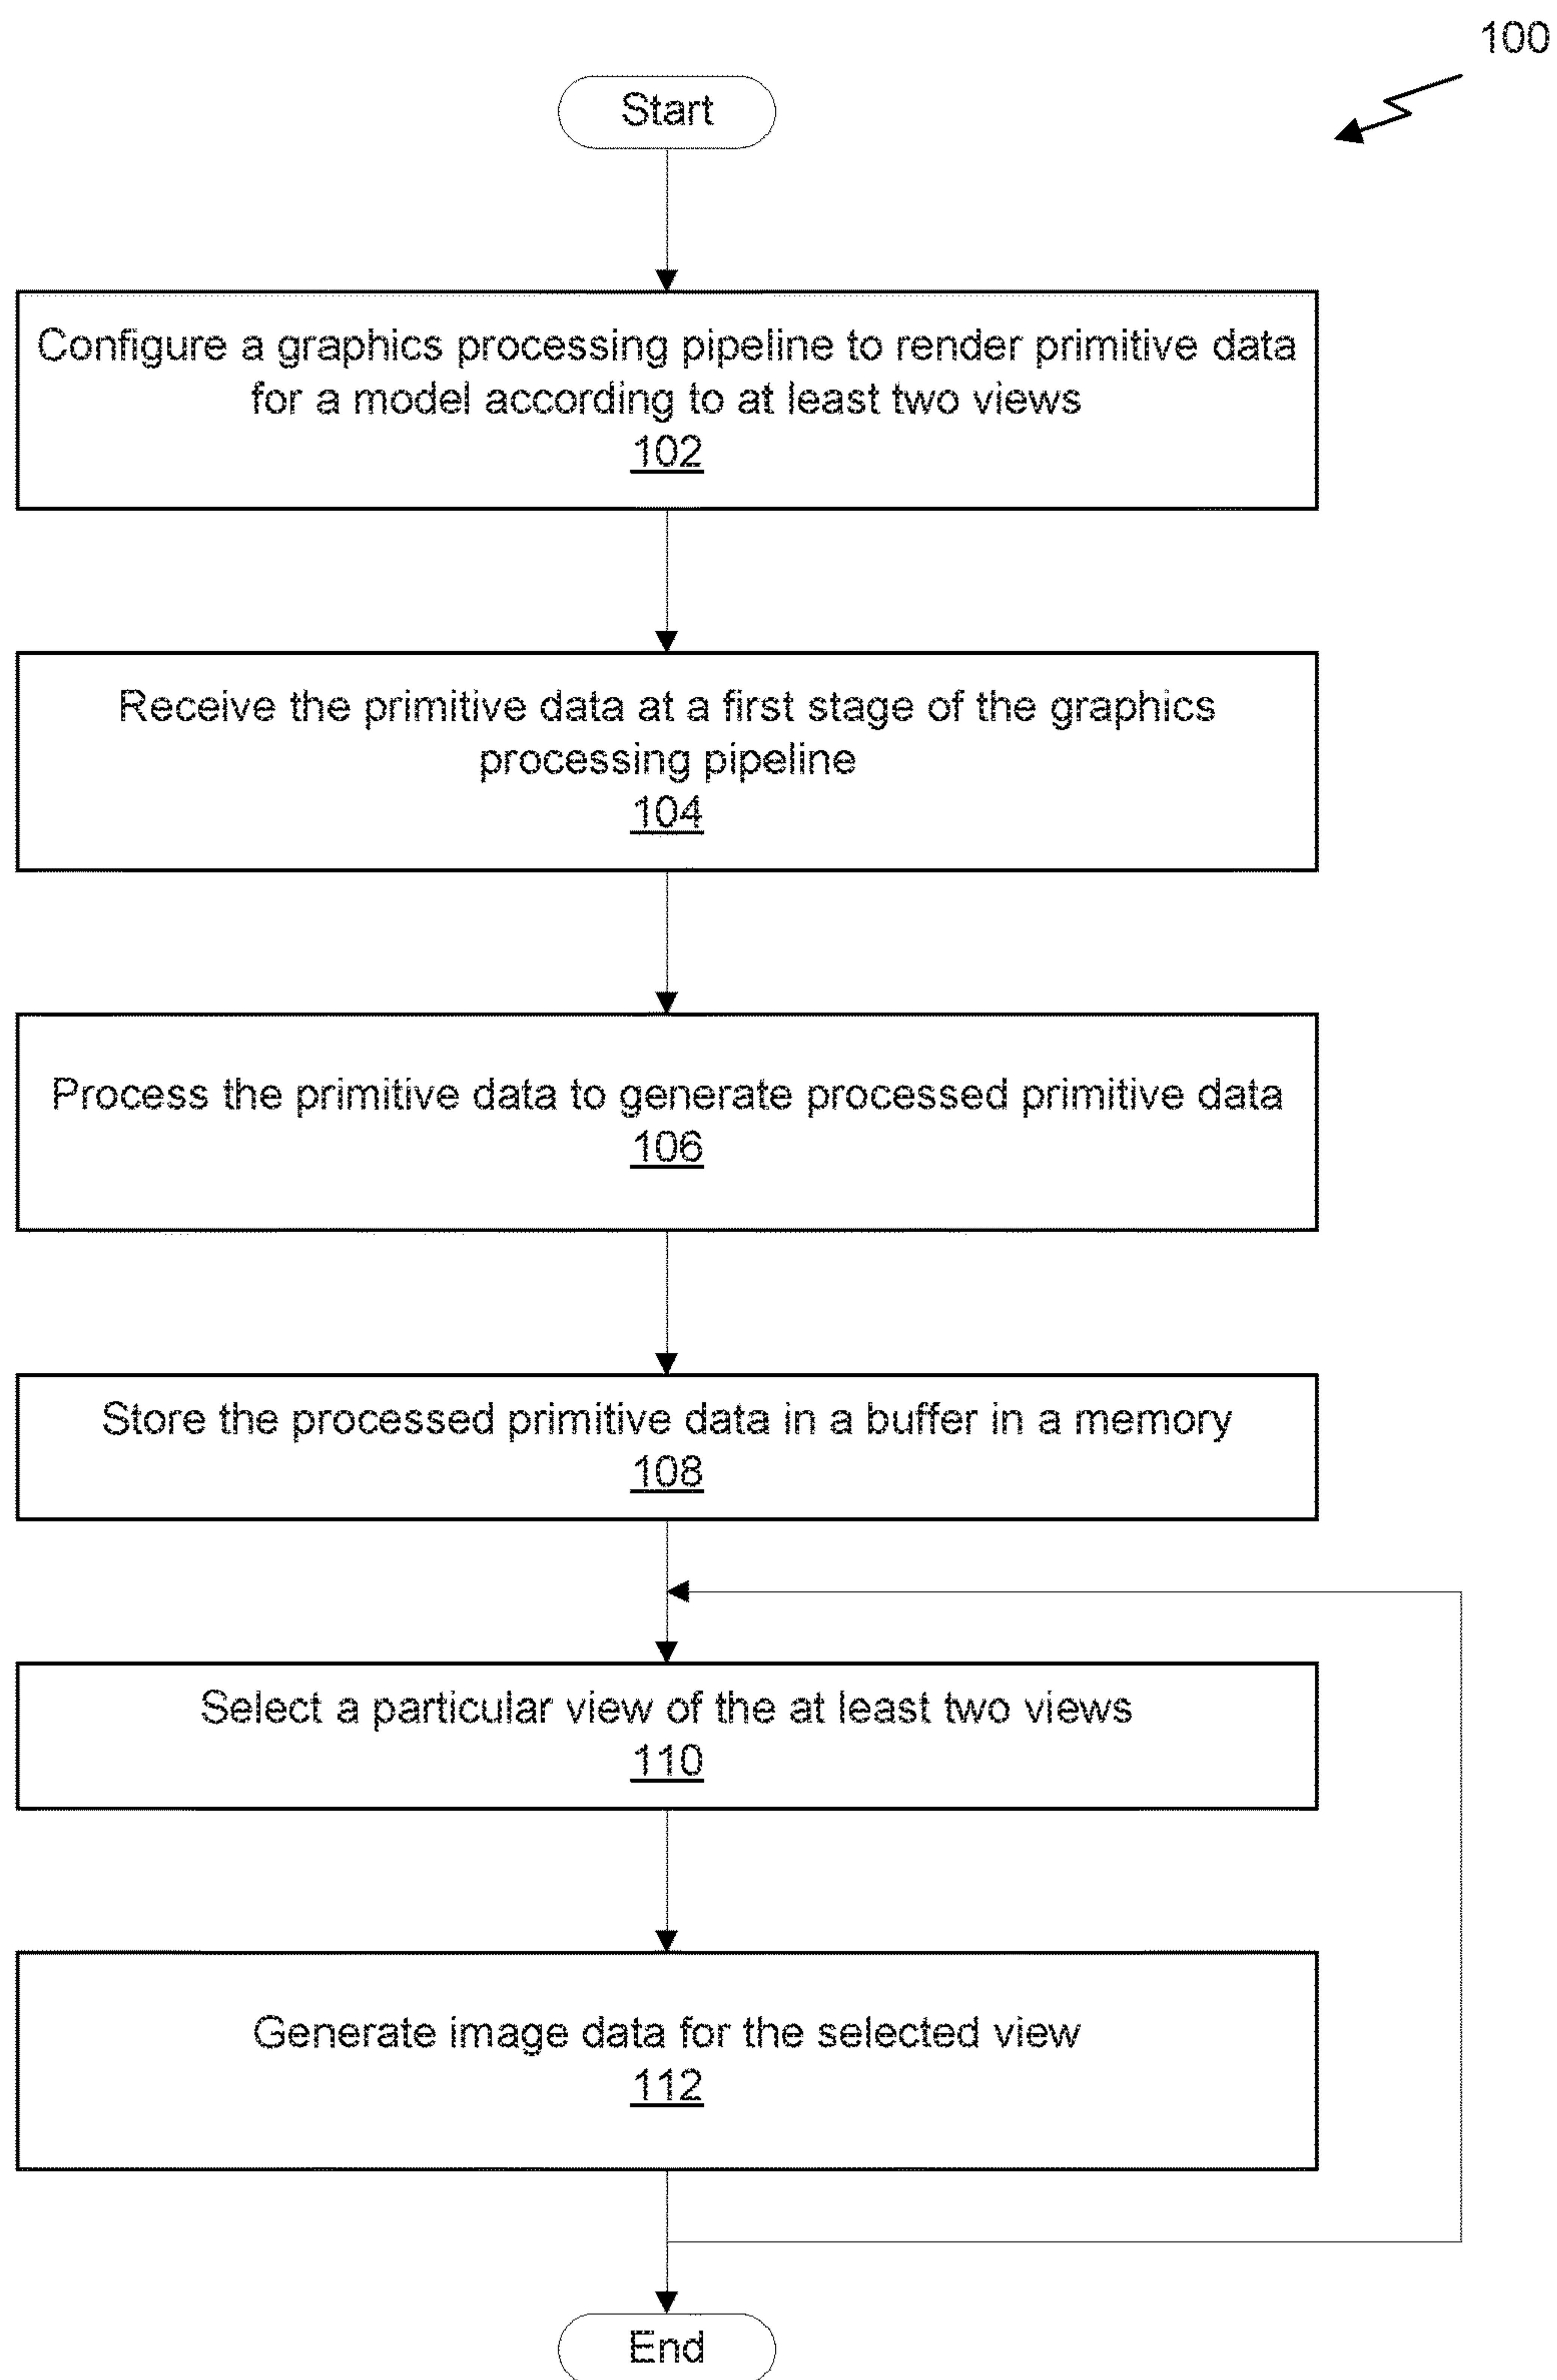 100
Start
Configure a graphics processing pipeline to render primitive data
for a model according to at least two views
102
Receive the primitive data at a first stage of the graphics
processing pipeline
104
Process the primitive data to generate processed primitive data
106
Store the processed primitive data in a buffer in a memory
108
Select a particular view of the at least two views
110
Generate image data for the selected view
112
End